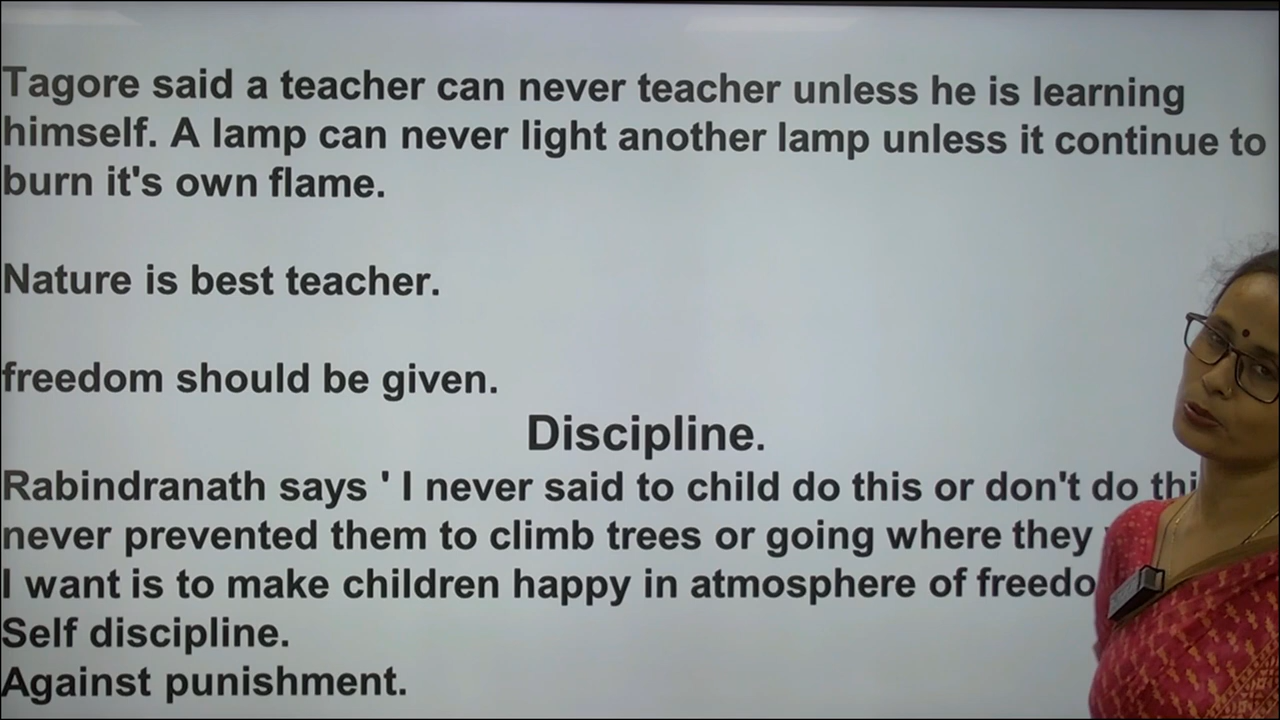 Tagore said a teacher can never teacher unless he is learning
himself. A lamp can never light another lamp unless it continue to
burn it's own flame.
Nature is best teacher.
freedom should be given.
Discipline.
Rabindranath says ' I never said to child do this or don't do
never prevented them to climb trees or going where they
I want is to make children happy in atmosphere of
Self discipline.
Against punishment.